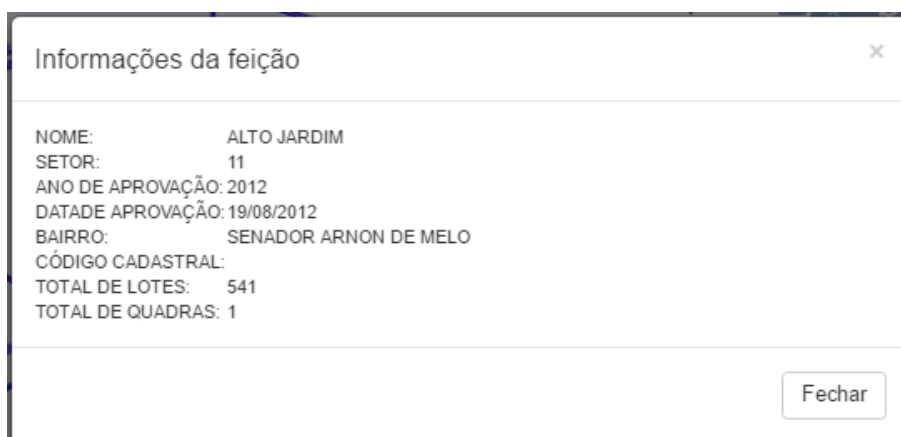 Informações da feição
×
NOME: ALTO JARDIM
SETOR: 11
ANO DE APROVAÇÃO: 2012
DATADE APROVAÇÃO: 19/08/2012
BAIRRO: SENADOR ARNON DE MELO
CÓDIGO CADASTRAL:
TOTAL DE LOTES: 541
TOTAL DE QUADRAS: 1
Fechar